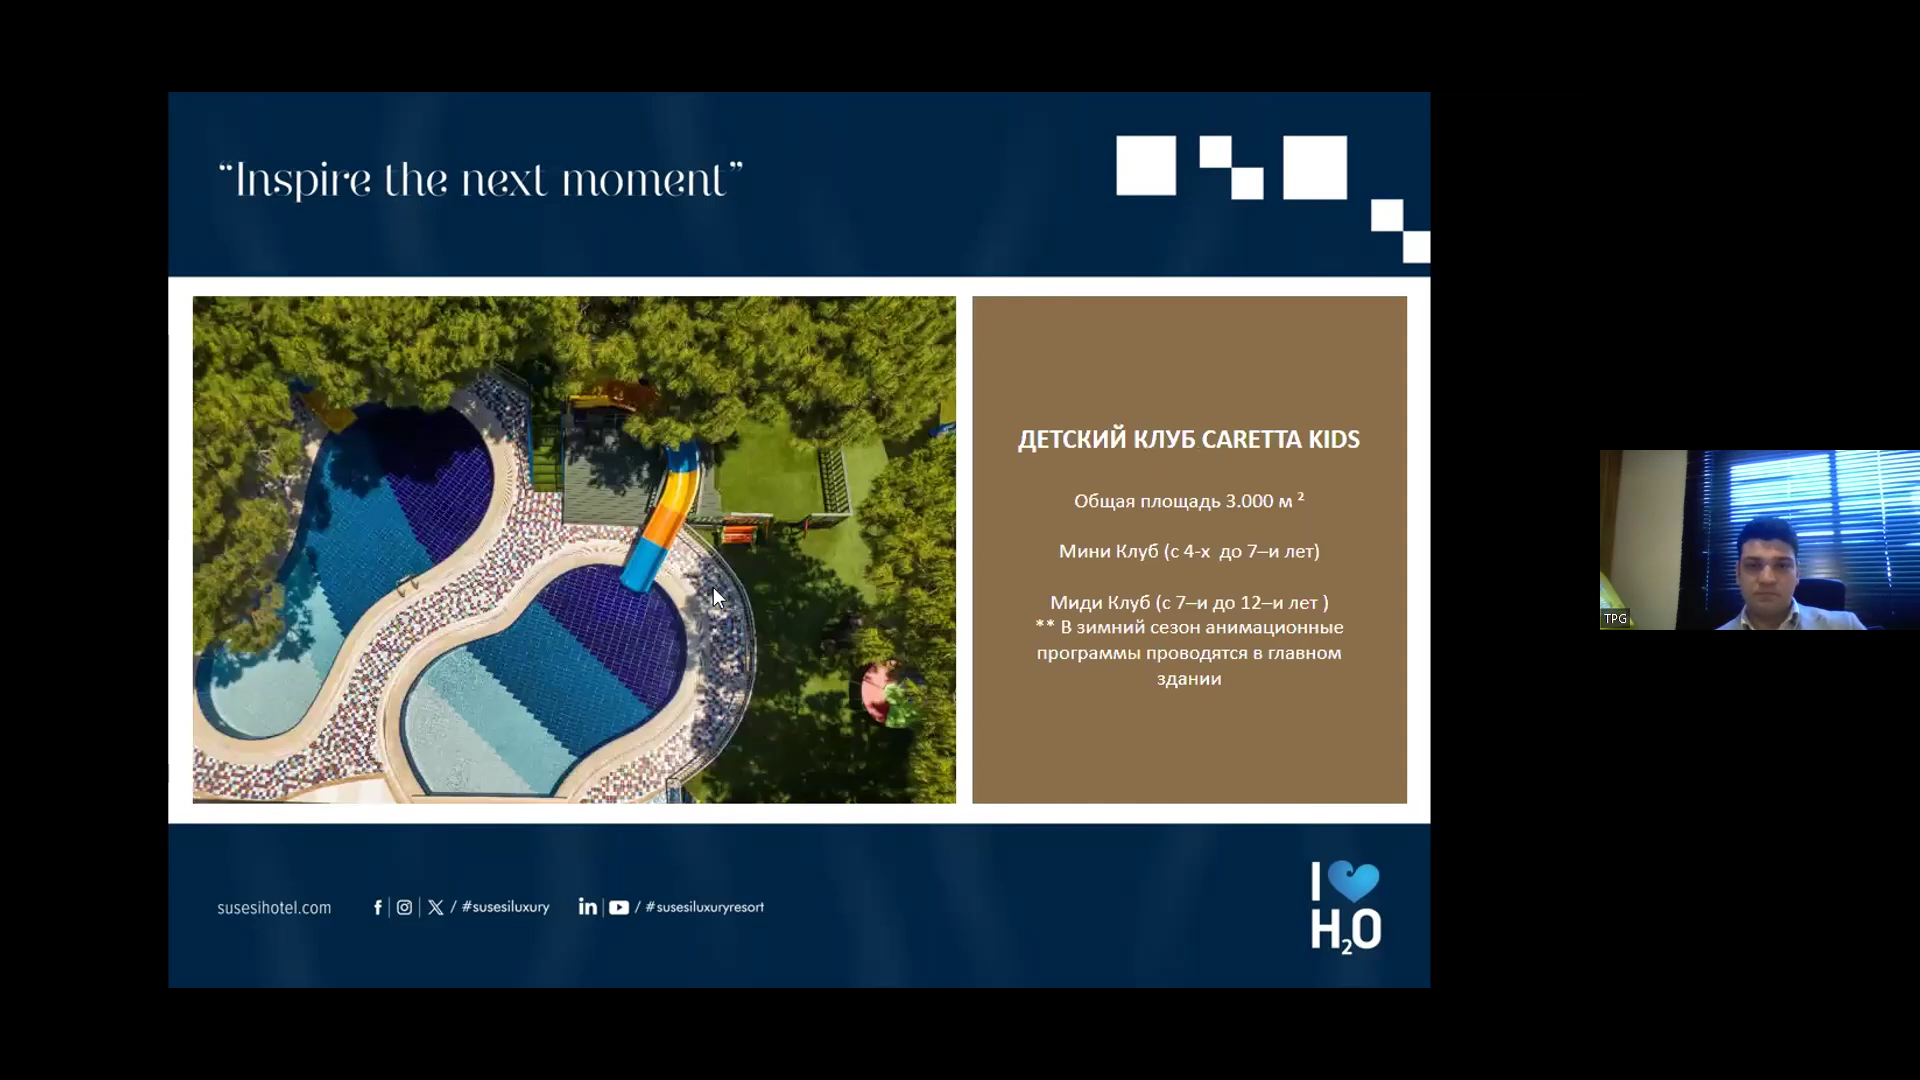 “Inspire the next moment”
ДЕТСКИЙ КЛУБ CARETTA KIDS
Общая площадь 3.000 м ²
Мини Клуб (с 4-х до 7–и лет)
Миди Клуб (с 7–и до 12–и лет )
** В зимний сезон анимационные
программы проводятся в главном
здании
TPG
susesihotel.com
/ #susesiluxury
/ #susesiluxuryresort
I
H₂O